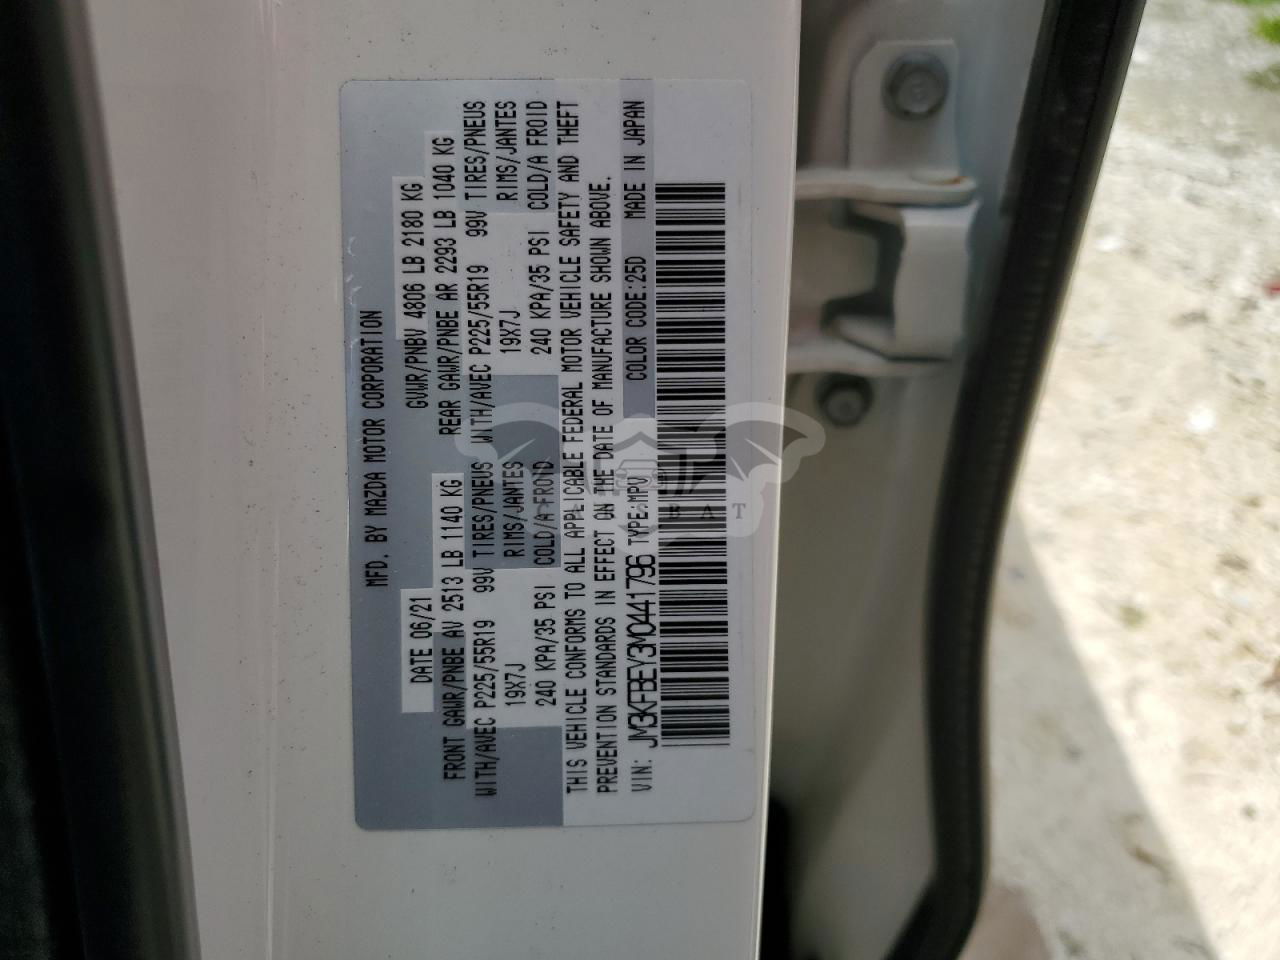 MFD. BY MAZDA MOTOR CORPORATION
DATE 06/21 GVWR/PNBV 4806 LB 2180 KG
FRONT GAWR/PNBE AV 2513 LB 1140 KG REAR GAWR/PNBE AR 2293 LB 1040 KG
WITH/AVEC P225/55R19 99V TIRES/PNEUS WITH/AVEC P225/55R19 99V TIRES/PNEUS
19X7J RIMS/JANTES 19X7J RIMS/JANTES
240 KPA/35 PSI COLD/A FROID 240 KPA/35 PSI COLD/A FROID
THIS VEHICLE CONFORMS TO ALL APPLICABLE FEDERAL MOTOR VEHICLE SAFETY AND THEFT
PREVENTION STANDARDS IN EFFECT ON THE DATE OF MANUFACTURE SHOWN ABOVE.
VIN: JM3KFBEY3M0441796 TYPE:MPV COLOR CODE:25D MADE IN JAPAN
CARSBAT